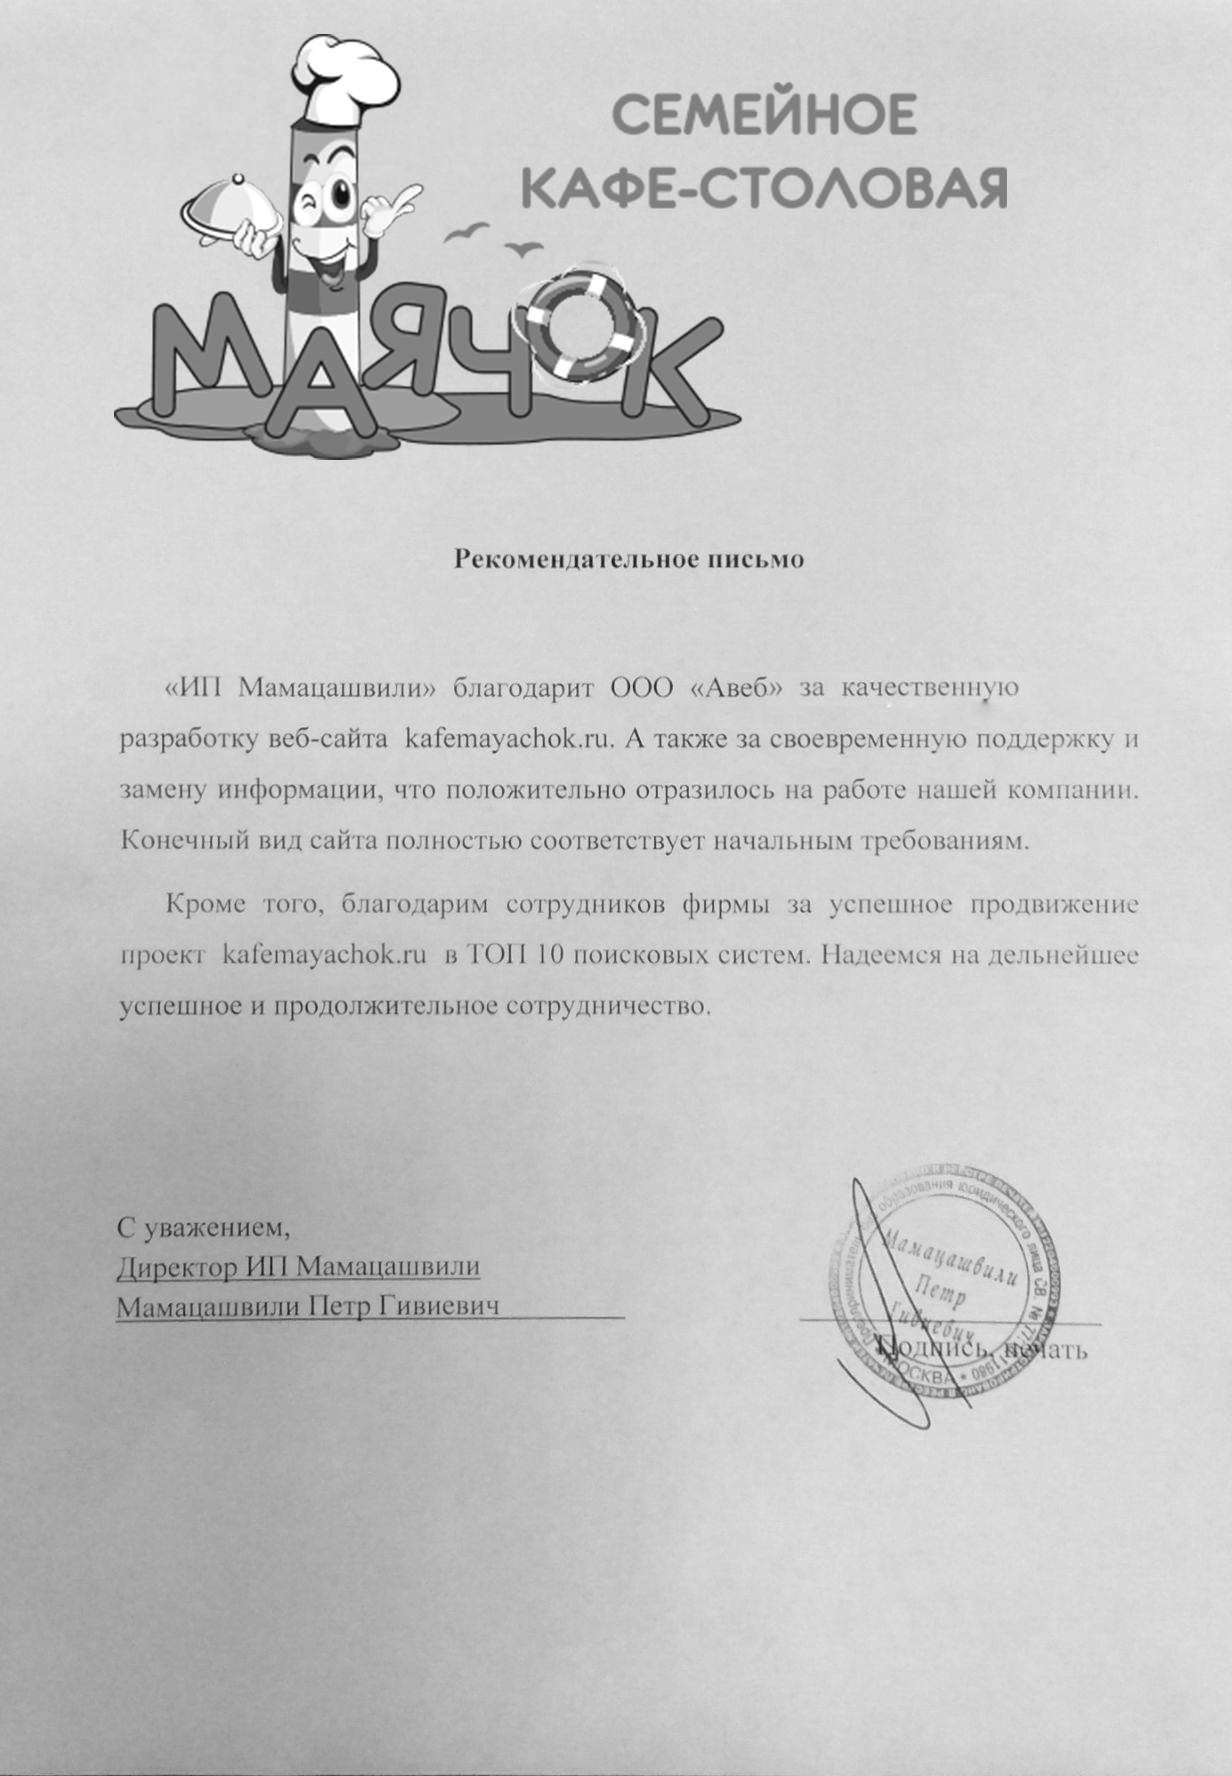 СЕМЕЙНОЕ
КАФЕ-СТОЛОВАЯ
МАЯЧОК
Рекомендательное письмо
«ИП Мамацашвили» благодарит ООО «Авеб» за качественную
разработку веб-сайта kafemayachok.ru. А также за своевременную поддержку и
замену информации, что положительно отразилось на работе нашей компании.
Конечный вид сайта полностью соответствует начальным требованиям.
Кроме того, благодарим сотрудников фирмы за успешное продвижение
проект kafemayachok.ru в ТОП 10 поисковых систем. Надеемся на дельнейшее
успешное и продолжительное сотрудничество.
С уважением,
Директор ИП Мамацашвили
Мамацашвили Петр Гивиевич
образования юридического лица СВ. №
Мамацашвили
Петр
Гивиевич
МОСКВА
Подпись, печать